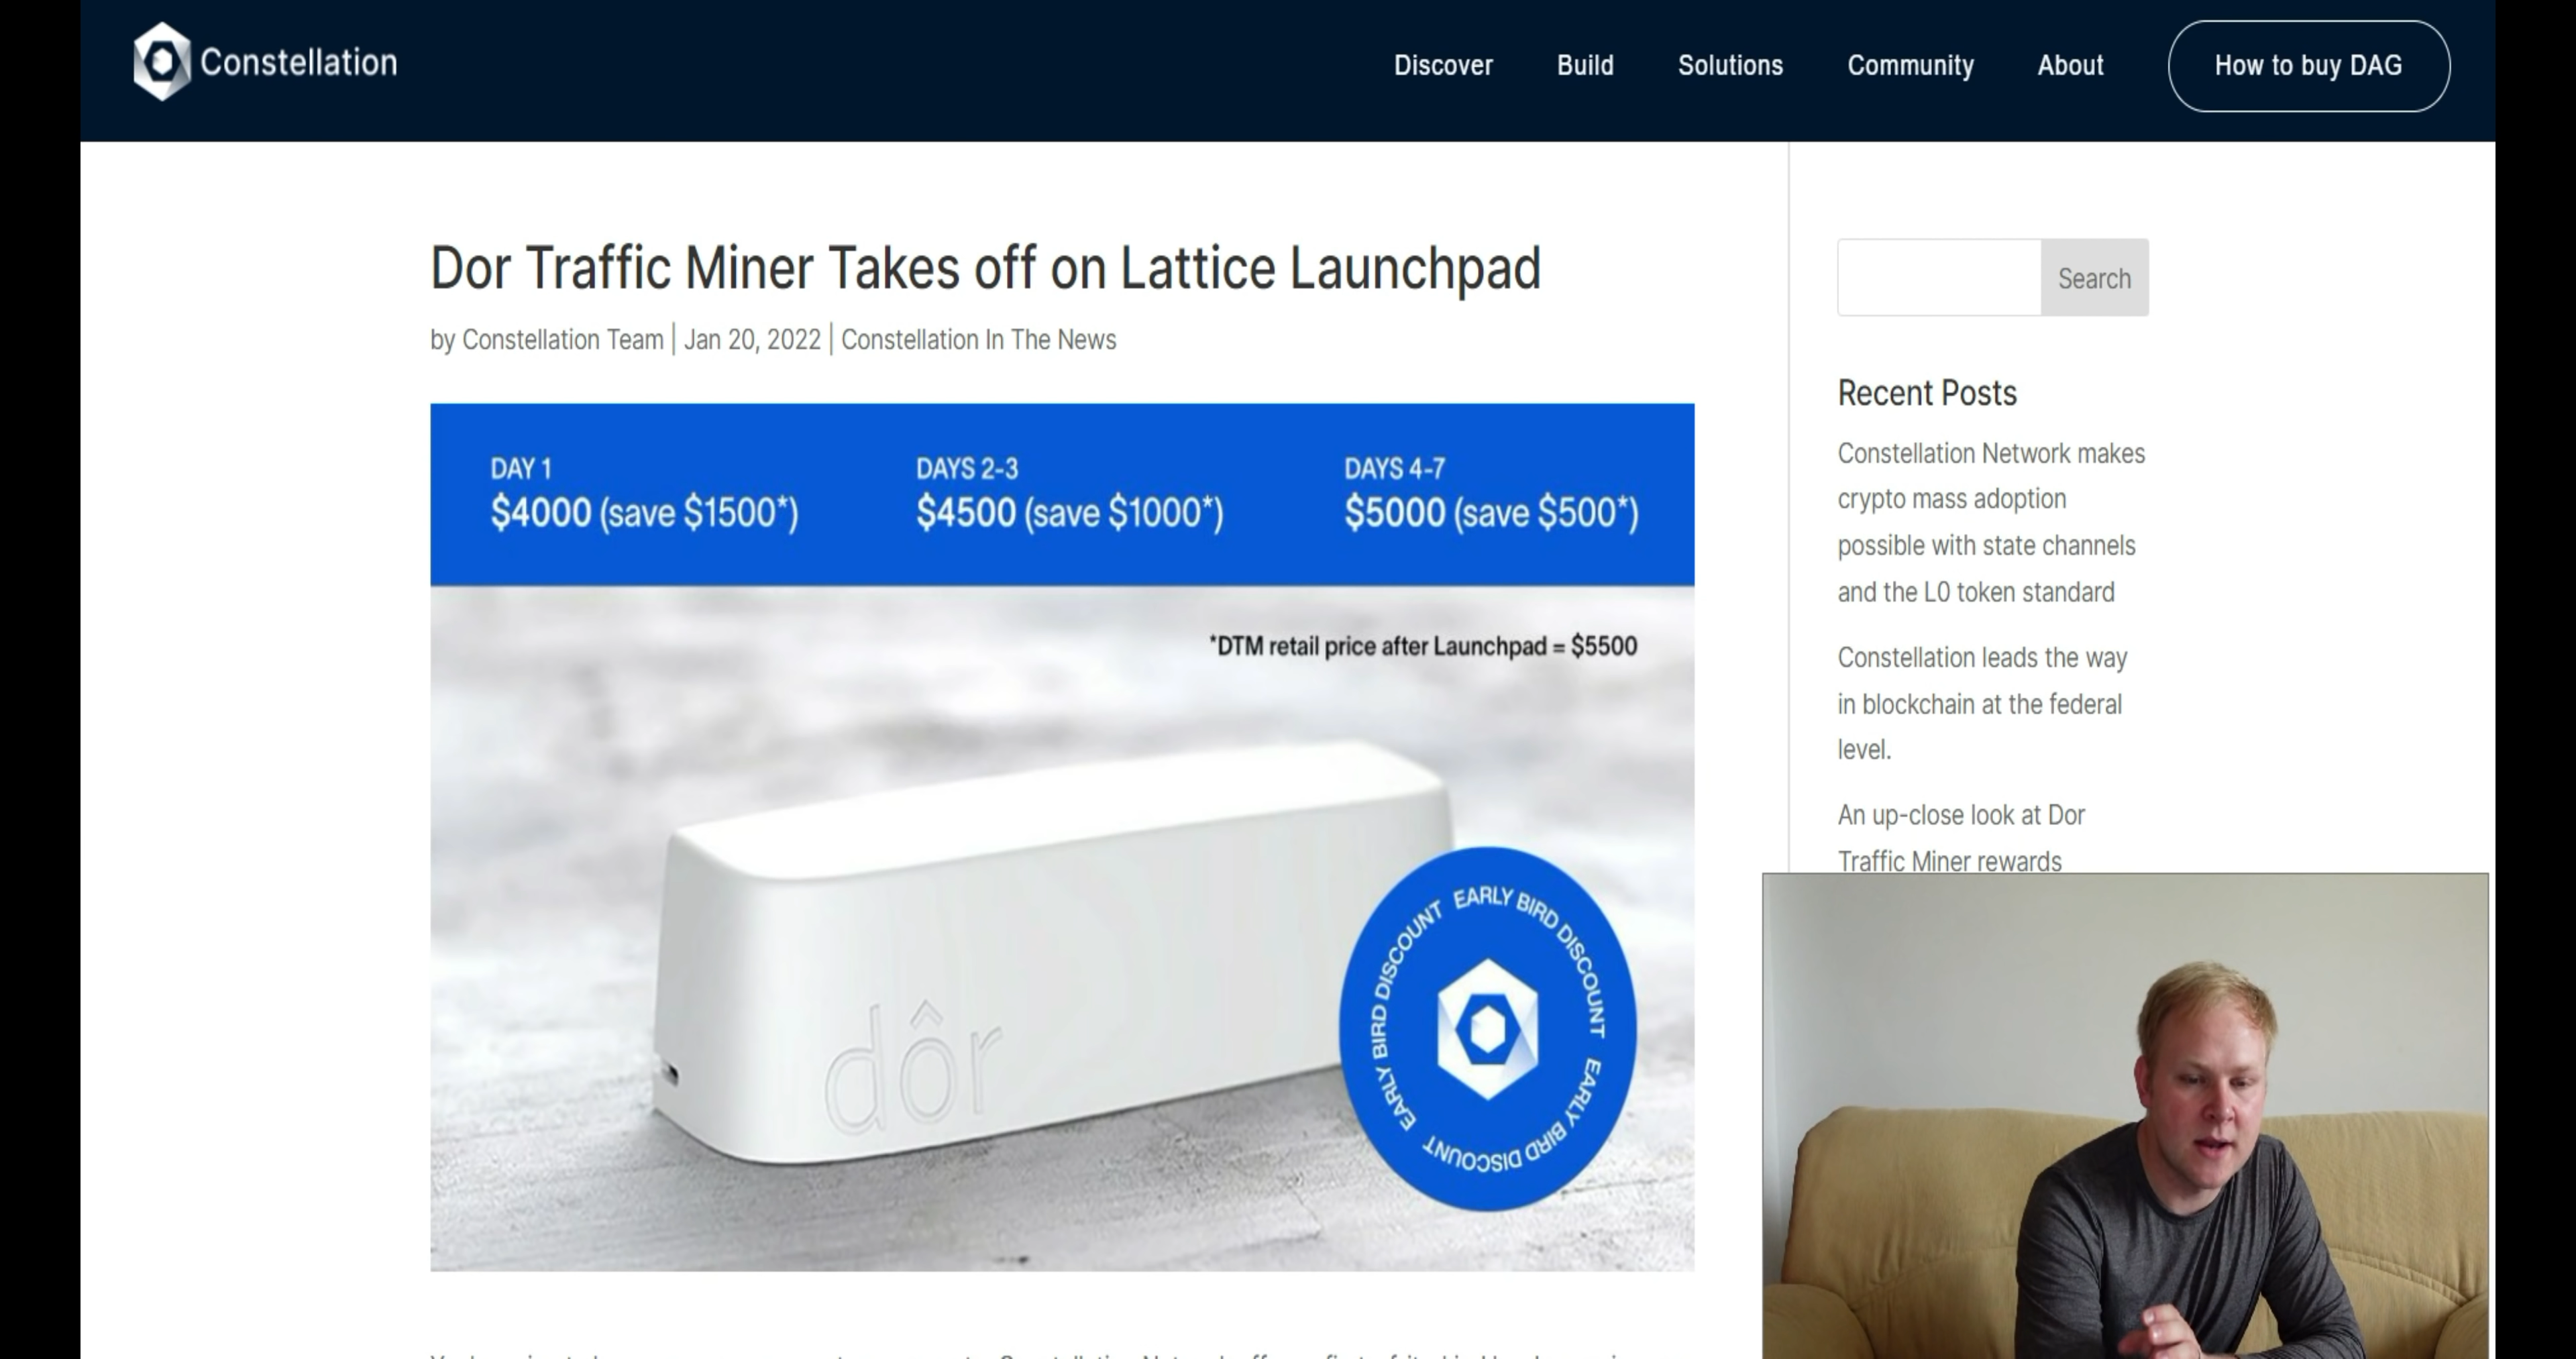 Constellation
Discover
Build
Solutions
Community
About
How to buy DAG
Dor Traffic Miner Takes off on Lattice Launchpad
by Constellation Team | Jan 20, 2022 | Constellation In The News
DAY 1
$4000 (save $1500*)
DAYS 2-3
$4500 (save $1000*)
DAYS 4-7
$5000 (save $500*)
*DTM retail price after Launchpad = $5500
dôr
EARLY BIRD DISCOUNT EARLY BIRD DISCOUNT EARLY BIRD DISCOUNT
Search
Recent Posts
Constellation Network makes
crypto mass adoption
possible with state channels
and the L0 token standard
Constellation leads the way
in blockchain at the federal
level.
An up-close look at Dor
Traffic Miner rewards